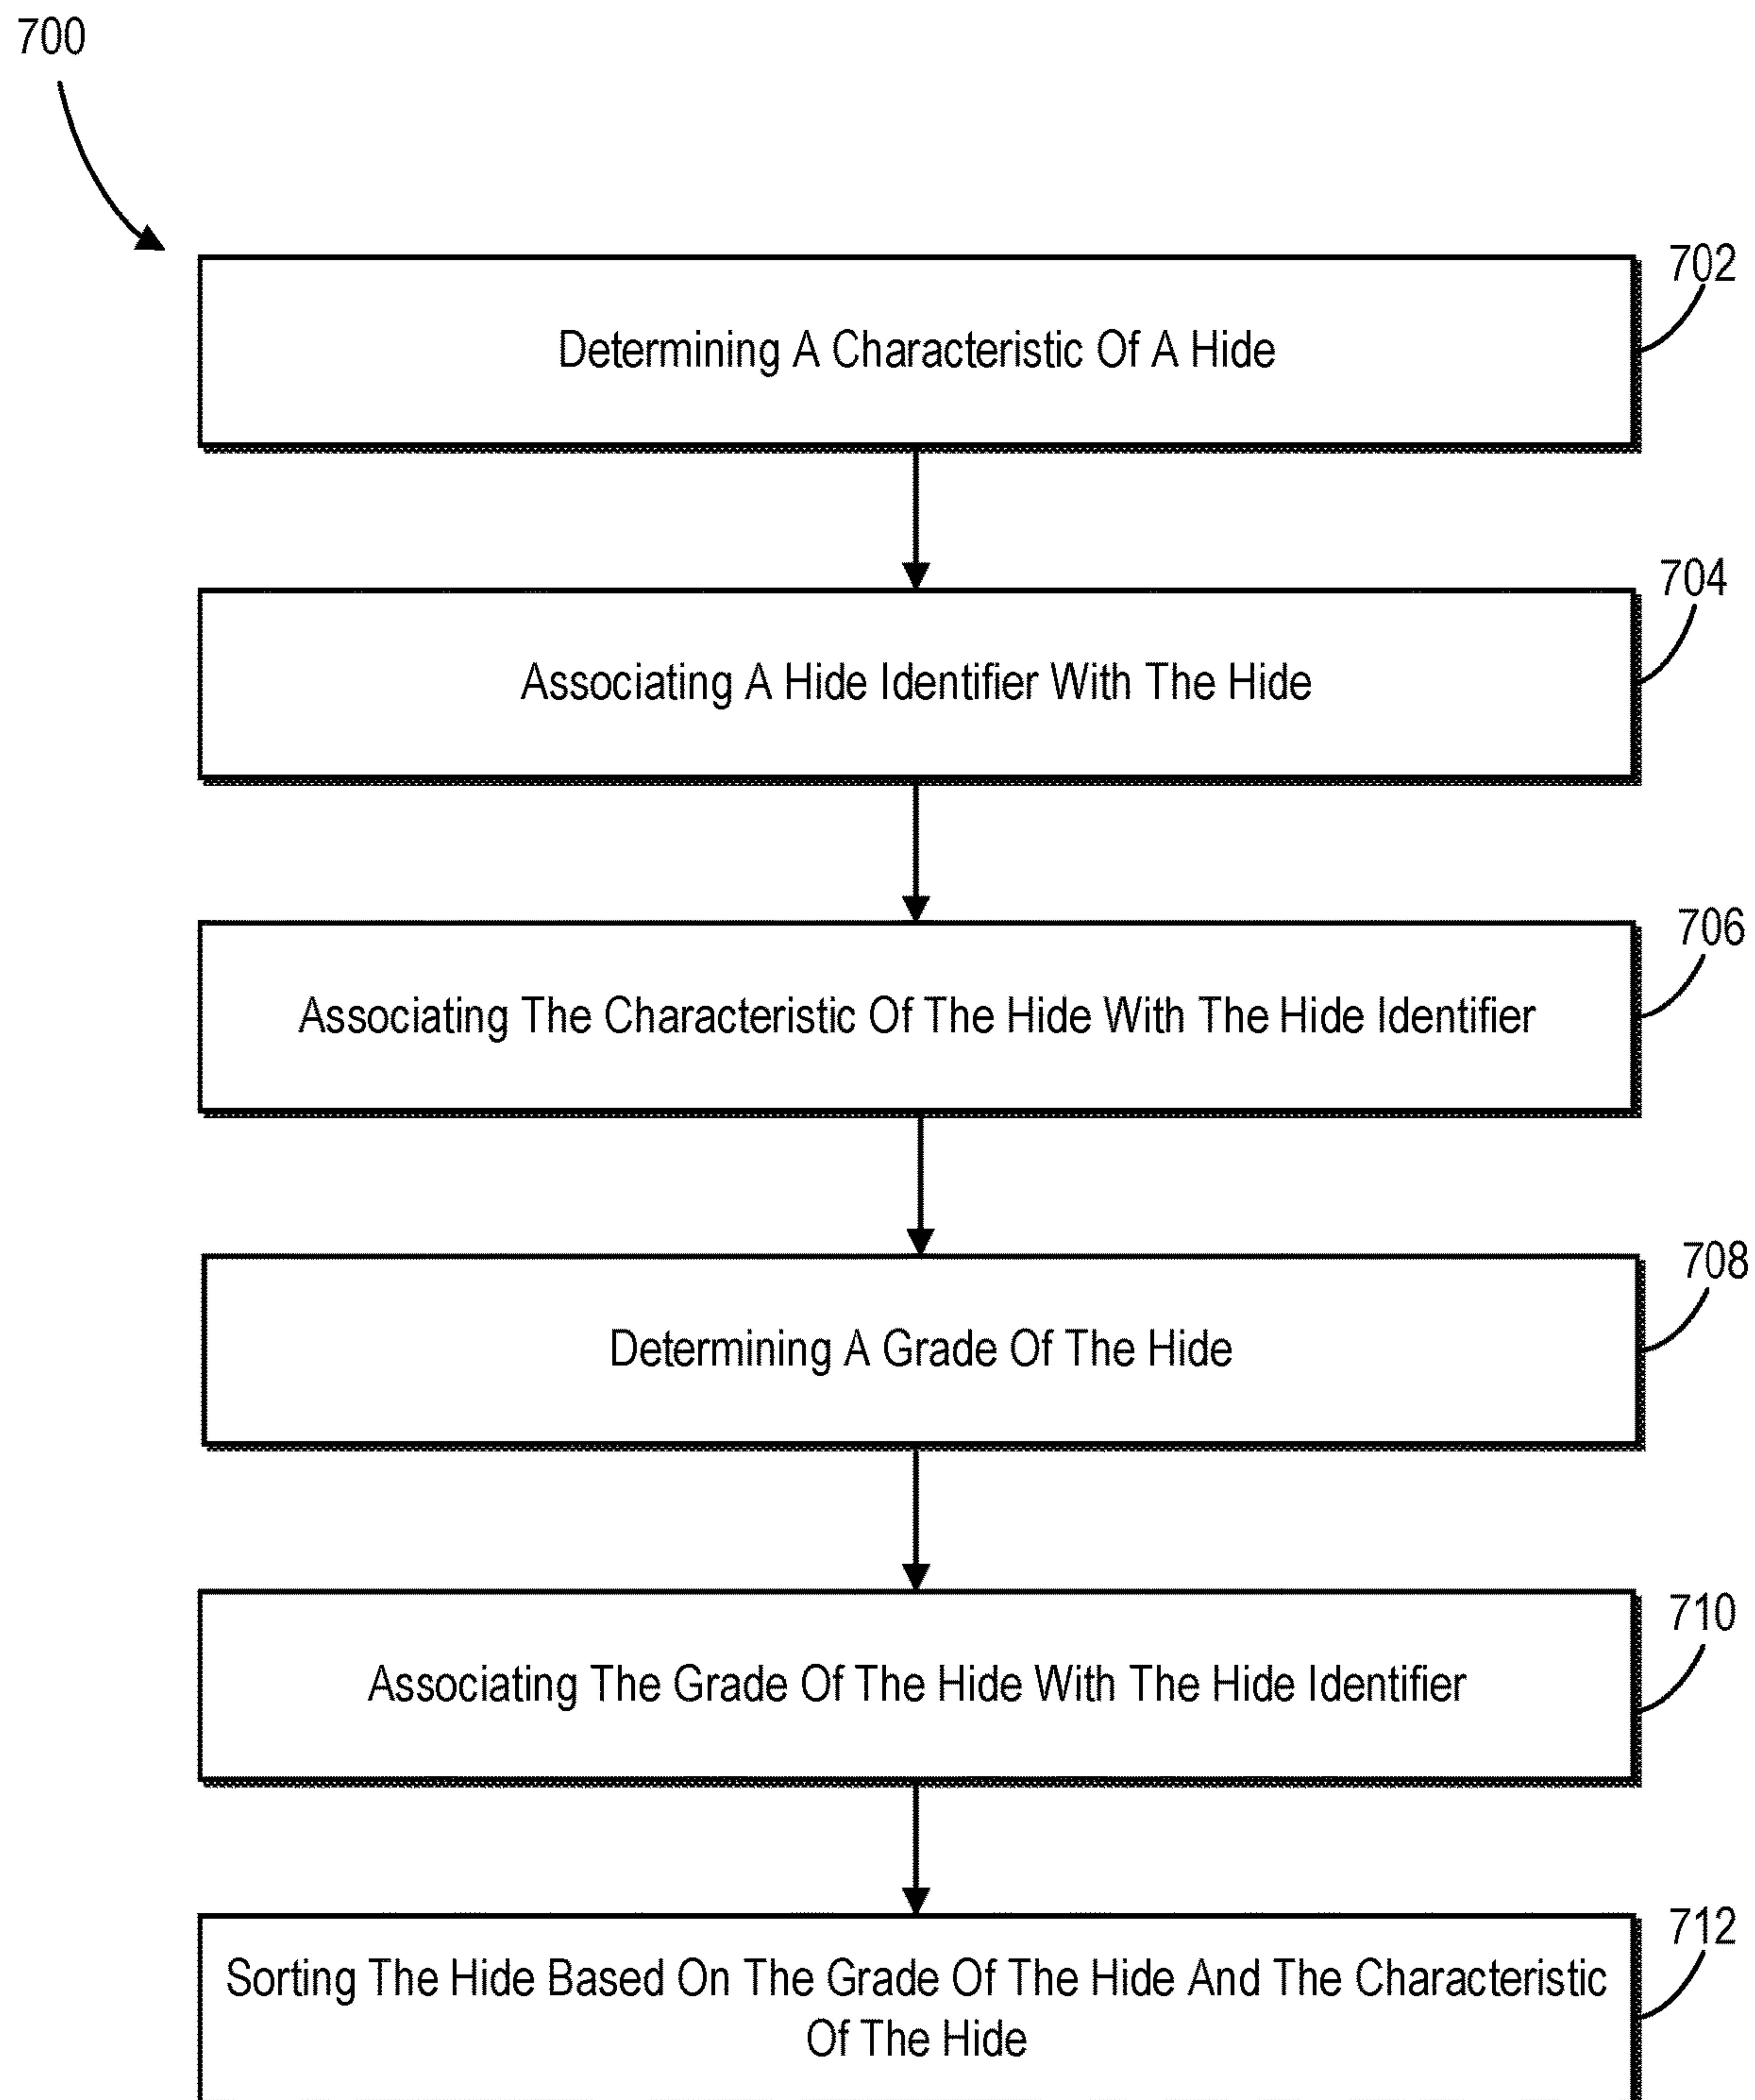 700
702
Determining A Characteristic Of A Hide
704
Associating A Hide Identifier With The Hide
706
Associating The Characteristic Of The Hide With The Hide Identifier
708
Determining A Grade Of The Hide
710
Associating The Grade Of The Hide With The Hide Identifier
712
Sorting The Hide Based On The Grade Of The Hide And The Characteristic
Of The Hide